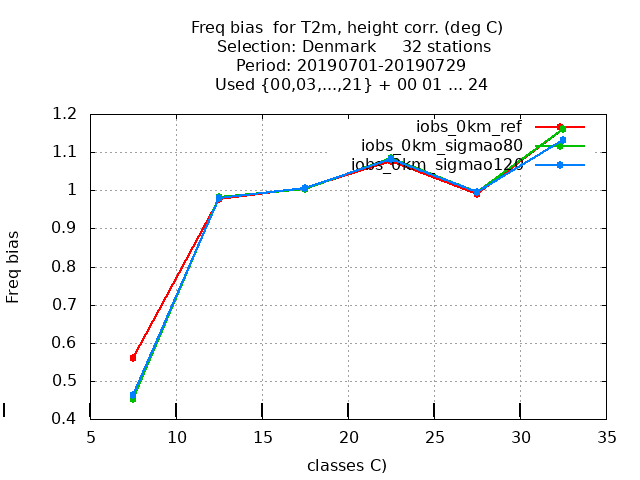 Freq bias  for T2m, height corr. (deg C)
Selection: Denmark     32 stations
Period: 20190701-20190729
Used {00,03,...,21} + 00 01 ... 24
iobs_0km_ref
iobs_0km_sigmao80
iobs_0km_sigmao120
1.2
1.1
1
0.9
0.8
0.7
0.6
0.5
0.4
Freq bias
5
10
15
20
25
30
35
classes C)